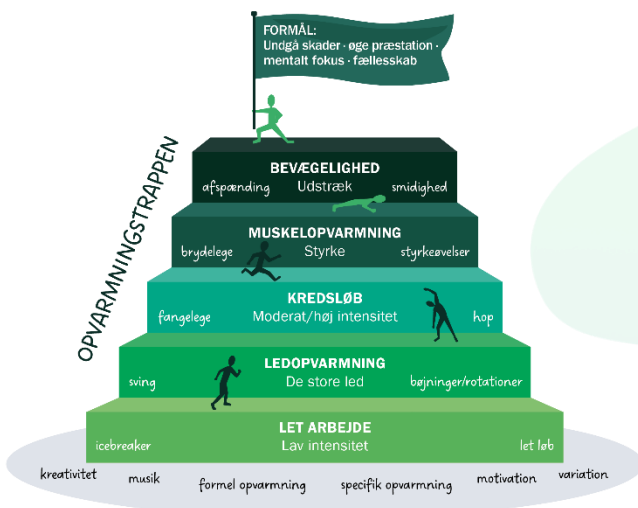 FORMÅL:
Undgå skader · øge præstation ·
mentalt fokus · fællesskab
OPVARMNINGSTRAPPEN
BEVÆGELIGHED
afspænding Udstræk smidighed
MUSKELOPVARMNING
brydelege Styrke styrkeøvelser
KREDSLØB
fangelege Moderat/høj intensitet hop
LEDOPVARMNING
sving De store led bøjninger/rotationer
LET ARBEJDE
icebreaker Lav intensitet let løb
kreativitet musik formel opvarmning specifik opvarmning motivation variation